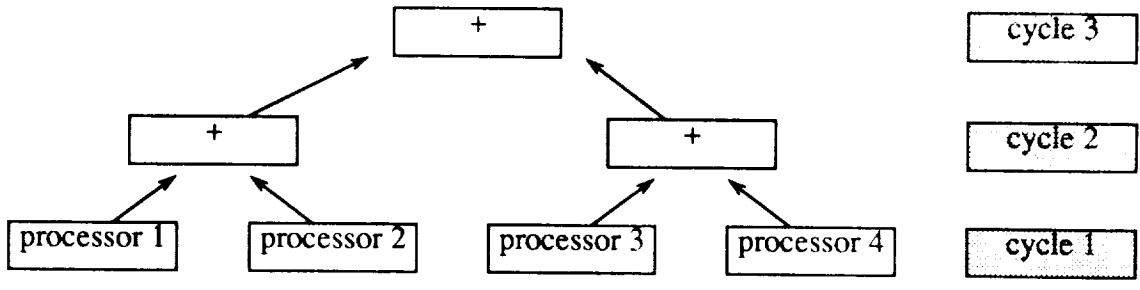 +
cycle 3
+
+
cycle 2
processor 1
processor 2
processor 3
processor 4
cycle 1